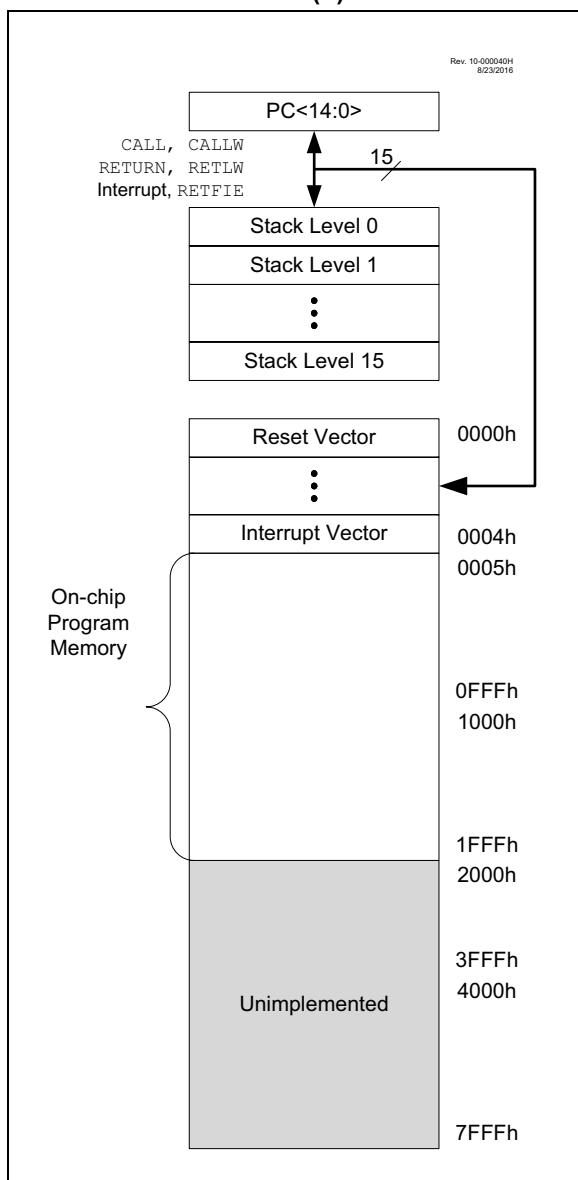 Rev. 10-000040H
8/23/2016
PC<14:0>
CALL, CALLW
RETURN, RETLW
Interrupt, RETFIE
15
Stack Level 0
Stack Level 1
Stack Level 15
Reset Vector
0000h
Interrupt Vector
0004h
0005h
On-chip
Program
Memory
0FFFh
1000h
1FFFh
2000h
Unimplemented
3FFFh
4000h
7FFFh